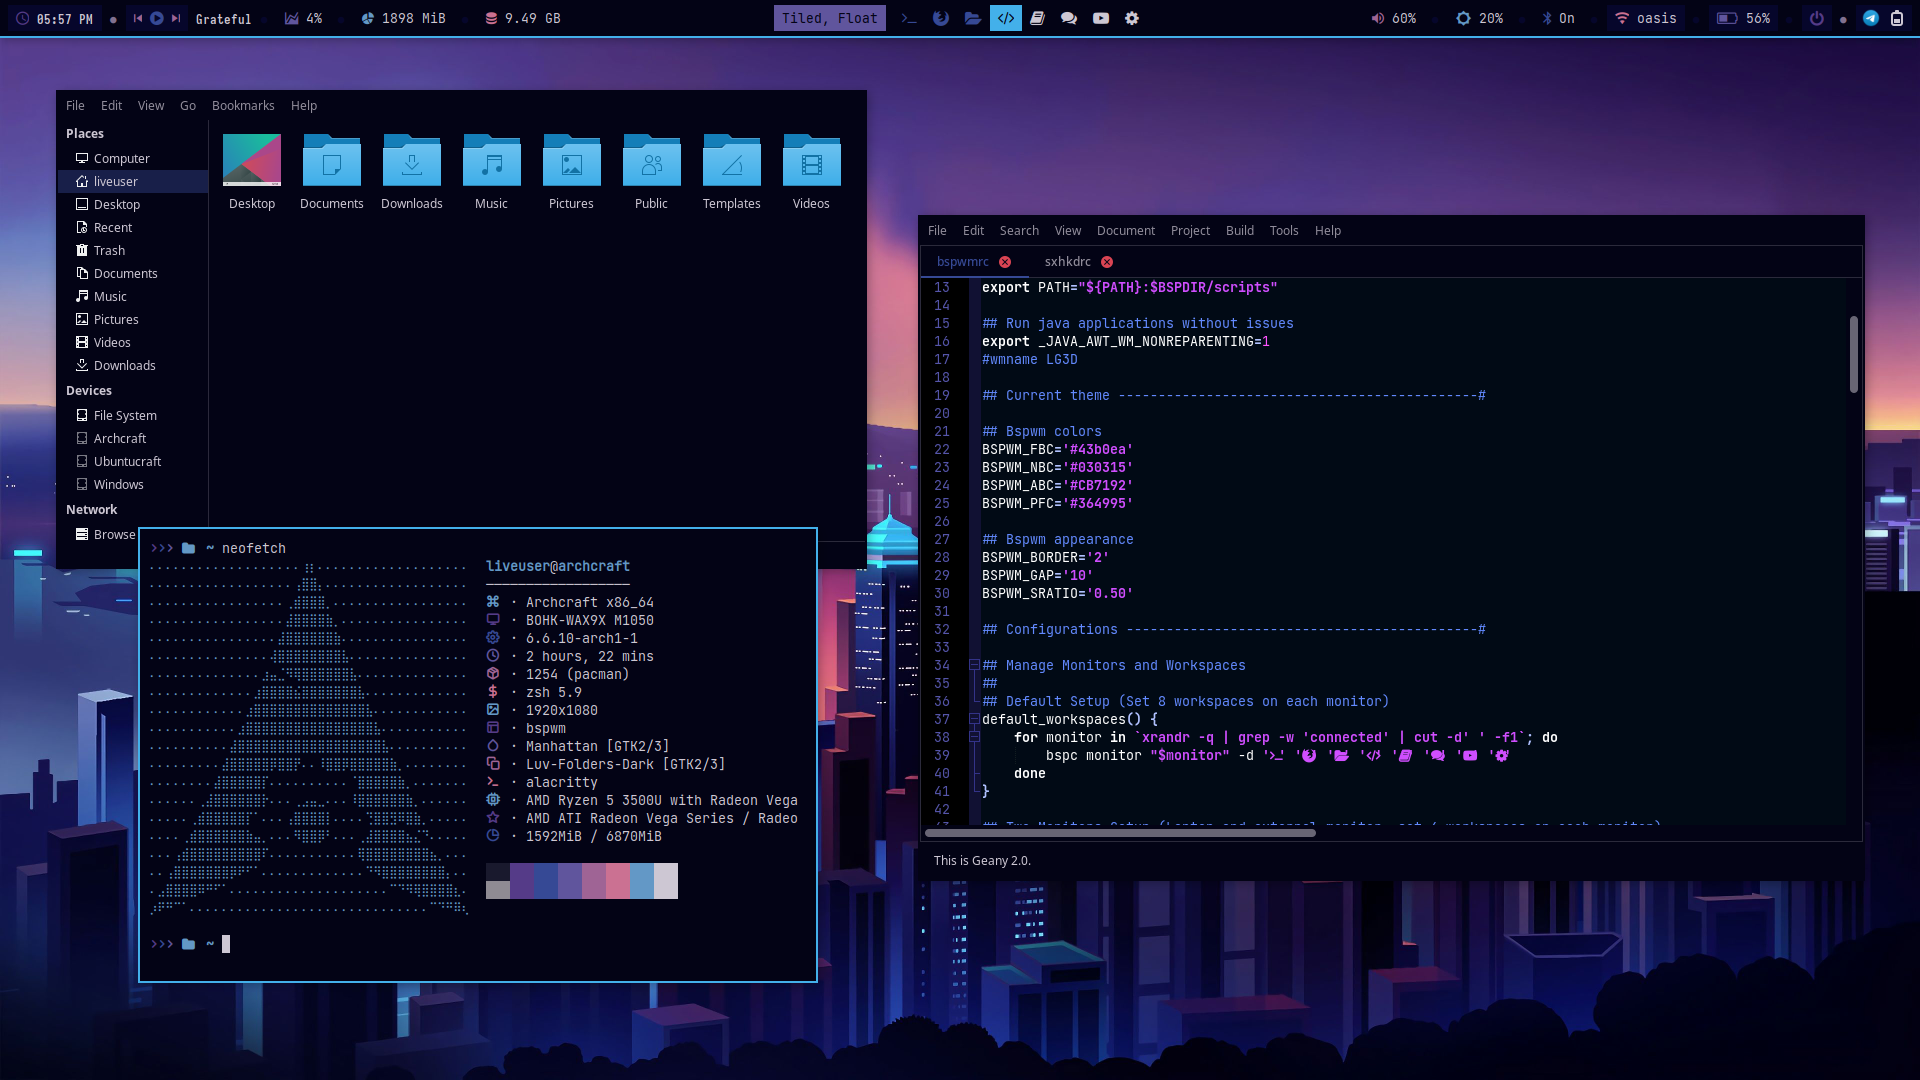 05:57 PM
Grateful
4%
1898 MiB
9.49 GB
Tiled, Float
60%
20%
On
oasis
56%
File Edit View Go Bookmarks Help
Places
Computer
liveuser
Desktop
Recent
Trash
Documents
Music
Pictures
Videos
Downloads
Devices
File System
Archcraft
Ubuntucraft
Windows
Network
Browse
Desktop Documents Downloads Music Pictures Public Templates Videos
>>> ~ neofetch
liveuser@archcraft
· Archcraft x86_64
· BOHK-WAX9X M1050
· 6.6.10-arch1-1
· 2 hours, 22 mins
· 1254 (pacman)
· zsh 5.9
· 1920x1080
· bspwm
· Manhattan [GTK2/3]
· Luv-Folders-Dark [GTK2/3]
· alacritty
· AMD Ryzen 5 3500U with Radeon Vega
· AMD ATI Radeon Vega Series / Radeo
· 1592MiB / 6870MiB
>>> ~
File Edit Search View Document Project Build Tools Help
bspwmrc sxhkdrc
13 export PATH="${PATH}:$BSPDIR/scripts"
14
15 ## Run java applications without issues
16 export _JAVA_AWT_WM_NONREPARENTING=1
17 #wmname LG3D
18
19 ## Current theme ---------------------------------------------#
20
21 ## Bspwm colors
22 BSPWM_FBC='#43b0ea'
23 BSPWM_NBC='#030315'
24 BSPWM_ABC='#CB7192'
25 BSPWM_PFC='#364995'
26
27 ## Bspwm appearance
28 BSPWM_BORDER='2'
29 BSPWM_GAP='10'
30 BSPWM_SRATIO='0.50'
31
32 ## Configurations --------------------------------------------#
33
34 ## Manage Monitors and Workspaces
35 ##
36 ## Default Setup (Set 8 workspaces on each monitor)
37 default_workspaces() {
38 for monitor in `xrandr -q | grep -w 'connected' | cut -d' ' -f1`; do
39 bspc monitor "$monitor" -d '' '' '' '' '' '' '' ''
40 done
41 }
42
This is Geany 2.0.